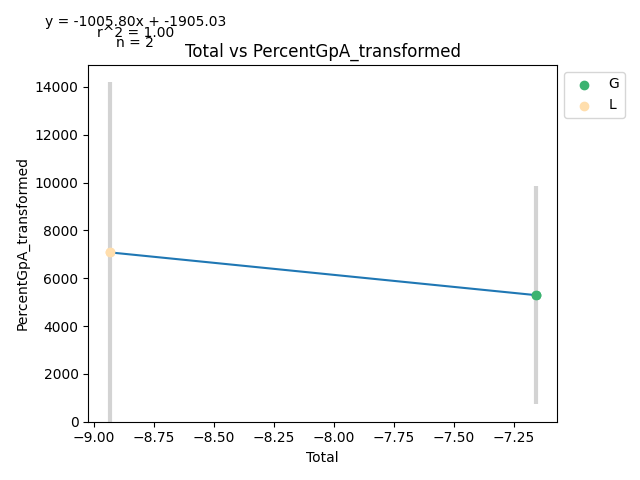 y = -1005.80x + -1905.03
r^2 = 1.00
n = 2
Total vs PercentGpA_transformed
G
L
PercentGpA_transformed
14000
12000
10000
8000
6000
4000
2000
0
−9.00 −8.75 −8.50 −8.25 −8.00 −7.75 −7.50 −7.25
Total